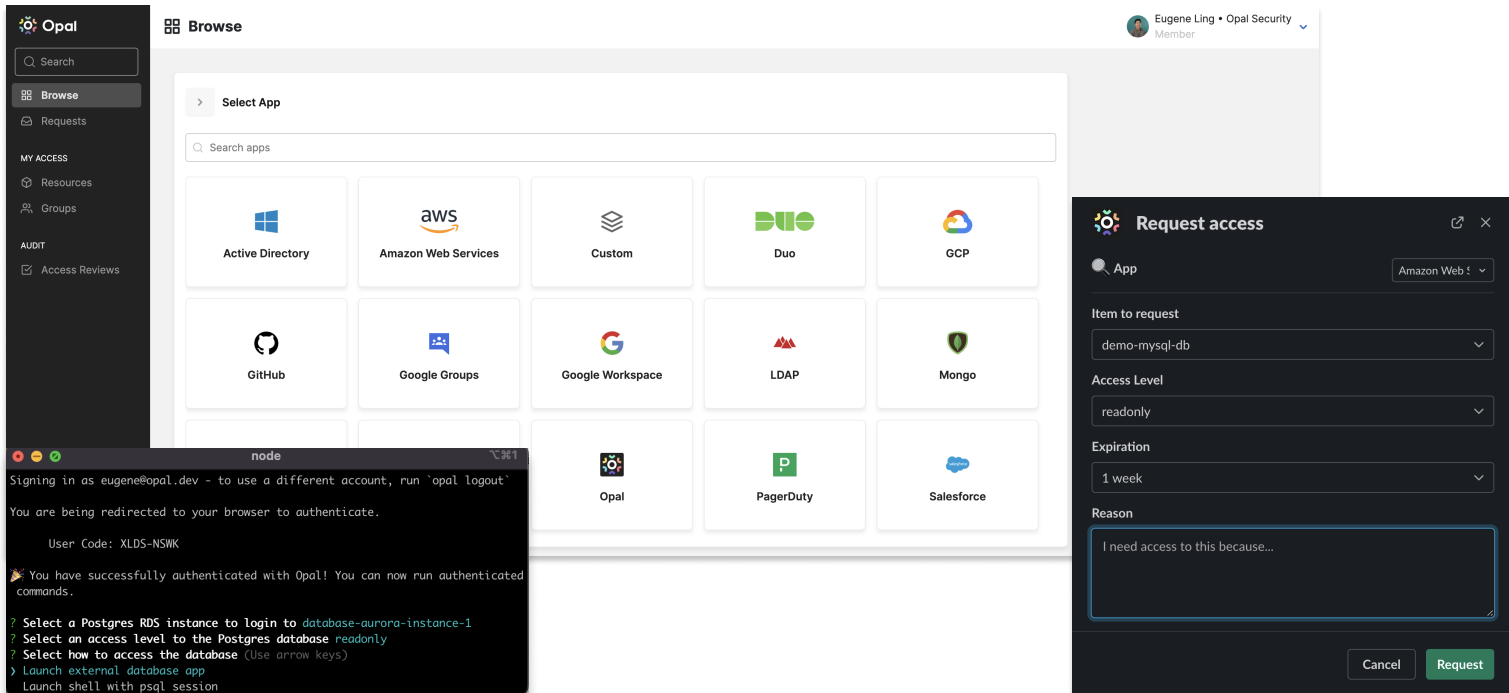 Opal
Search
Browse
Requests
MY ACCESS
Resources
Groups
AUDIT
Access Reviews
Browse
Eugene Ling • Opal Security
Member
Select App
Search apps
Active Directory
aws
Amazon Web Services
Custom
DUO
Duo
GCP
GitHub
Google Groups
Google Workspace
LDAP
Mongo
Opal
P
PagerDuty
salesforce
Salesforce
node
⌥⌘1
Signing in as eugene@opal.dev - to use a different account, run `opal logout`
You are being redirected to your browser to authenticate.
User Code: XLDS-NSWK
🎉 You have successfully authenticated with Opal! You can now run authenticated
commands.
? Select a Postgres RDS instance to login to database-aurora-instance-1
? Select an access level to the Postgres database readonly
? Select how to access the database (Use arrow keys)
❯ Launch external database app
Launch shell with psql session
Request access
App
Amazon Web S
Item to request
demo-mysql-db
Access Level
readonly
Expiration
1 week
Reason
I need access to this because...
Cancel
Request